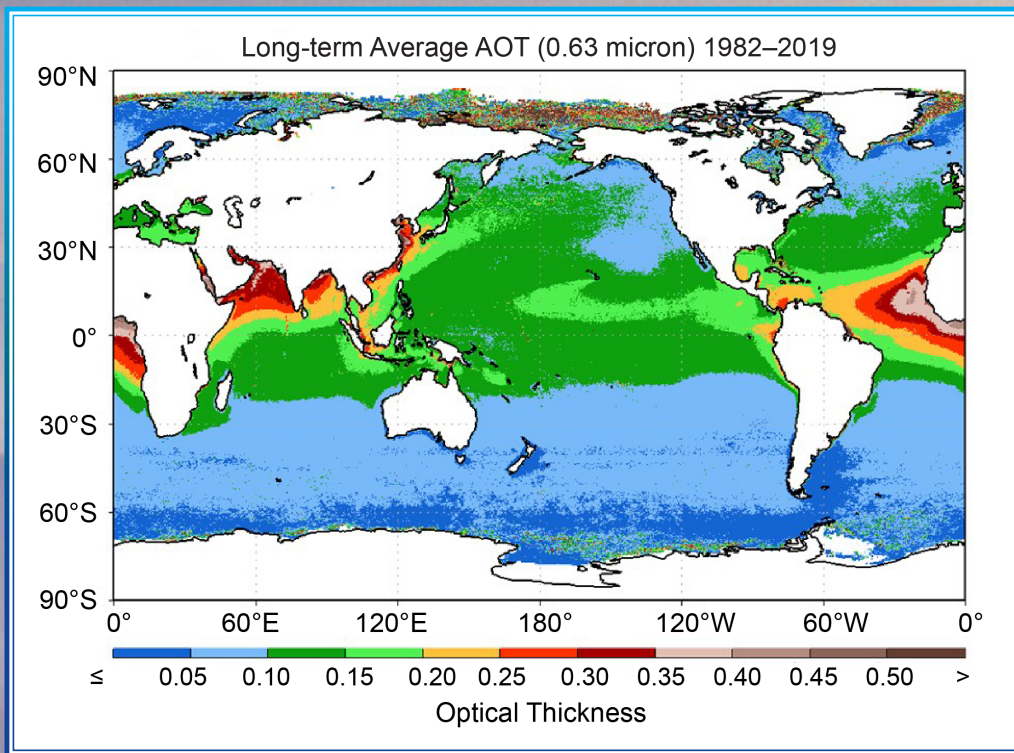 Long-term Average AOT (0.63 micron) 1982–2019
90°N
60°N
30°N
0°
30°S
60°S
90°S
0° 60°E 120°E 180° 120°W 60°W 0°
≤ 0.05 0.10 0.15 0.20 0.25 0.30 0.35 0.40 0.45 0.50 >
Optical Thickness